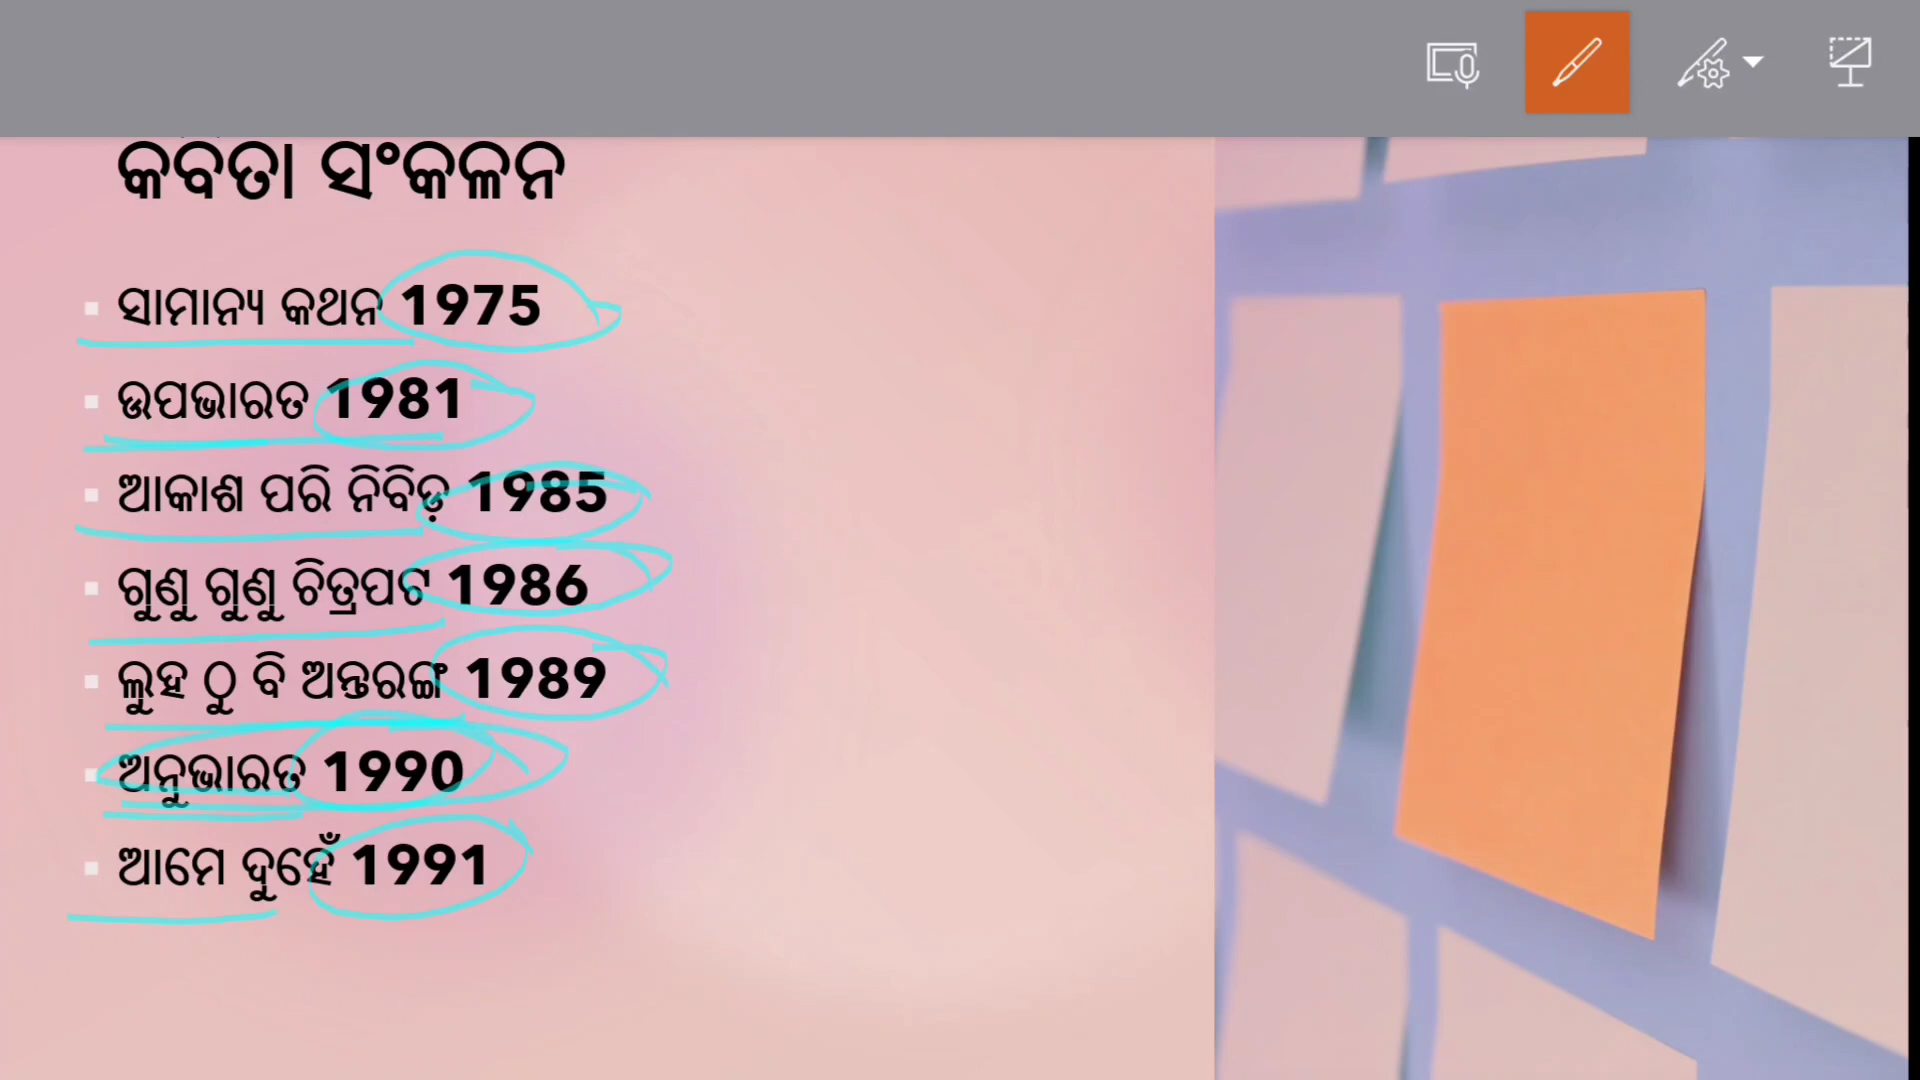 କବିତା ସଂକଳନ
ସାମାନ୍ୟ କଥନ 1975
ଉପଭାରତ 1981
ଆକାଶ ପରି ନିବିଡ଼ 1985
ଗୁଣୁ ଗୁଣୁ ଚିତ୍ରପଟ 1986
ଲୁହ ଠୁ ବି ଅନ୍ତରଙ୍ଗ 1989
ଅନୁଭାରତ 1990
ଆମେ ଦୁହେଁ 1991